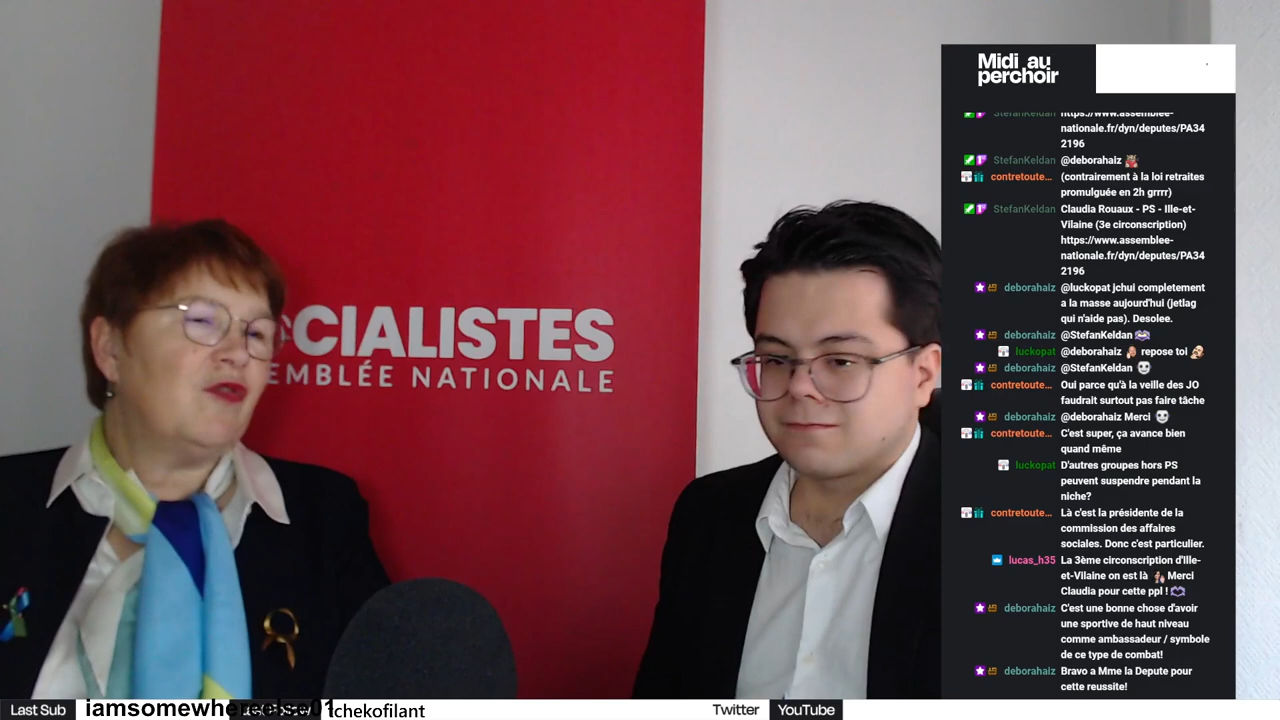 CIALISTES
EMBLÉE NATIONALE
Midi au
perchoir
StefanKeldan https://www.assemblee-
nationale.fr/dyn/deputes/PA34
2196
StefanKeldan @deborahaiz
contretoute... (contrairement à la loi retraites
promulguée en 2h grrrr)
StefanKeldan Claudia Rouaux - PS - Ille-et-
Vilaine (3e circonscription)
https://www.assemblee-
nationale.fr/dyn/deputes/PA34
2196
deborahaiz @luckopat jchui completement
a la masse aujourd'hui (jetlag
qui n'aide pas). Desolee.
deborahaiz @StefanKeldan
luckopat @deborahaiz repose toi
deborahaiz @StefanKeldan
contretoute... Oui parce qu'à la veille des JO
faudrait surtout pas faire tâche
deborahaiz @deborahaiz Merci
contretoute... C'est super, ça avance bien
quand même
luckopat D'autres groupes hors PS
peuvent suspendre pendant la
niche?
contretoute... Là c'est la présidente de la
commission des affaires
sociales. Donc c'est particulier.
lucas_h35 La 3ème circonscription d'Ille-
et-Vilaine on est là Merci
Claudia pour cette ppl !
deborahaiz C'est une bonne chose d'avoir
une sportive de haut niveau
comme ambassadeur / symbole
de ce type de combat!
deborahaiz Bravo a Mme la Depute pour
cette reussite!
Last Sub iamsomewhereelse01 Last Follow Tchekofilant Twitter YouTube